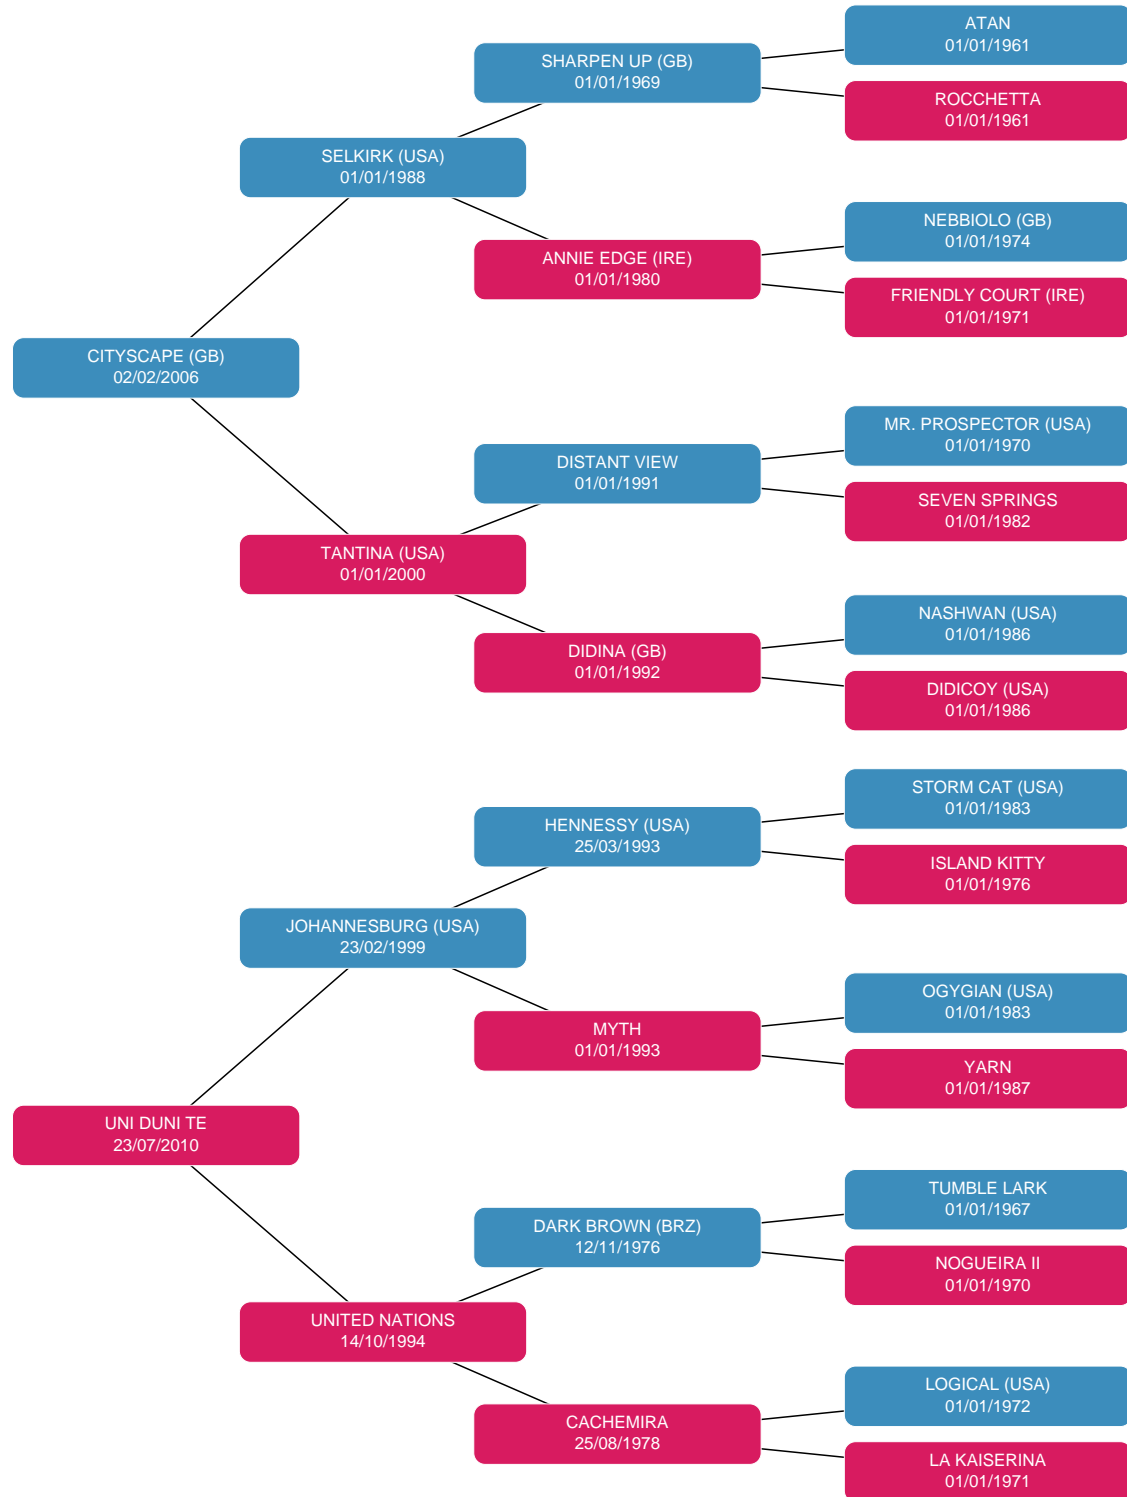 ATAN
01/01/1961
SHARPEN UP (GB)
01/01/1969
ROCCHETTA
01/01/1961
SELKIRK (USA)
01/01/1988
NEBBIOLO (GB)
01/01/1974
ANNIE EDGE (IRE)
01/01/1980
FRIENDLY COURT (IRE)
01/01/1971
CITYSCAPE (GB)
02/02/2006
MR. PROSPECTOR (USA)
01/01/1970
DISTANT VIEW
01/01/1991
SEVEN SPRINGS
01/01/1982
TANTINA (USA)
01/01/2000
NASHWAN (USA)
01/01/1986
DIDINA (GB)
01/01/1992
DIDICOY (USA)
01/01/1986
STORM CAT (USA)
01/01/1983
HENNESSY (USA)
25/03/1993
ISLAND KITTY
01/01/1976
JOHANNESBURG (USA)
23/02/1999
OGYGIAN (USA)
01/01/1983
MYTH
01/01/1993
YARN
01/01/1987
UNI DUNI TE
23/07/2010
TUMBLE LARK
01/01/1967
DARK BROWN (BRZ)
12/11/1976
NOGUEIRA II
01/01/1970
UNITED NATIONS
14/10/1994
LOGICAL (USA)
01/01/1972
CACHEMIRA
25/08/1978
LA KAISERINA
01/01/1971